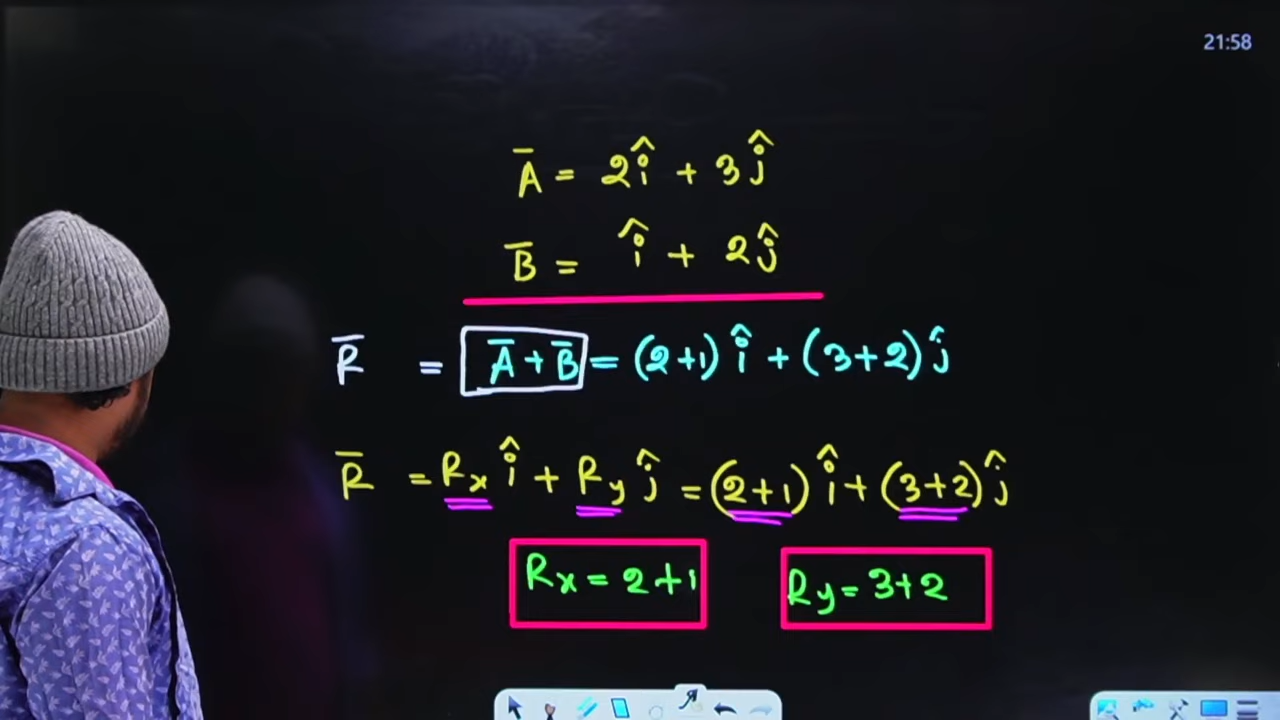 21:58
A̅ = 2î + 3ĵ
B̅ = î + 2ĵ
R̅ = A̅ + B̅ = (2+1) î + (3+2) ĵ
R̅ = Rx î + Ry ĵ = (2+1) î + (3+2) ĵ
Rx = 2+1 Ry = 3+2